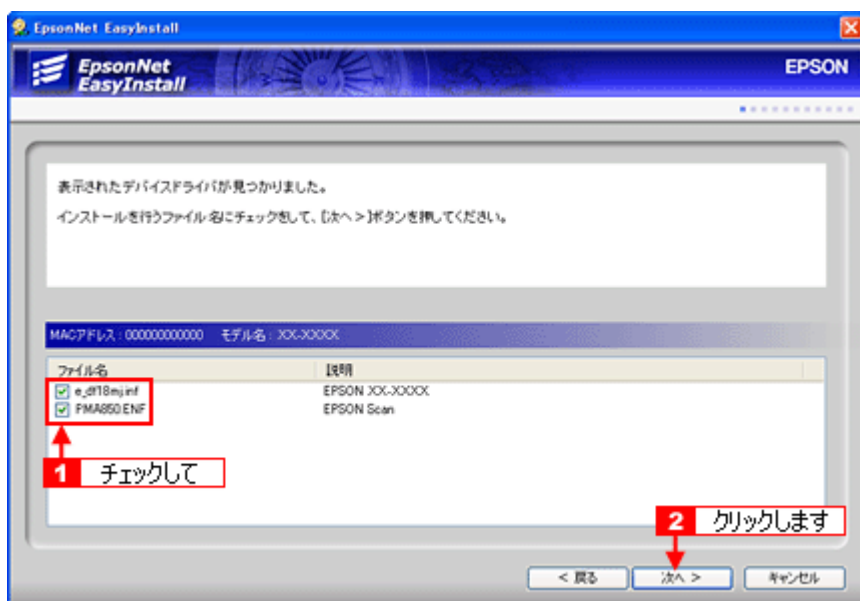 EpsonNet EasyInstall
EpsonNet
EasyInstall
EPSON
表示されたデバイスドライバが見つかりました。
インストールを行うファイル名にチェックをして、[次へ >]ボタンを押してください。
MACアドレス : 000000000000 モデル名 : XX-XXXX
ファイル名 説明
e_df18mj.inf EPSON XX-XXXX
PMA850.ENF EPSON Scan
1 チェックして
2 クリックします
< 戻る 次へ > キャンセル